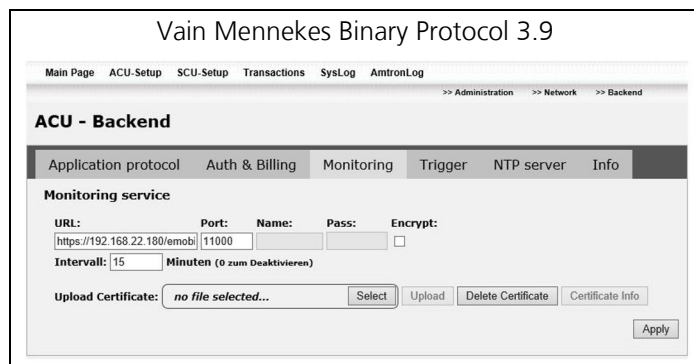 Vain Mennekes Binary Protocol 3.9
Main Page ACU-Setup SCU-Setup Transactions SysLog AmtronLog
>> Administration >> Network >> Backend
ACU - Backend
Application protocol Auth & Billing Monitoring Trigger NTP server Info
Monitoring service
URL: Port: Name: Pass: Encrypt:
https://192.168.22.180/emobi 11000
Intervall: 15 Minuten (0 zum Deaktivieren)
Upload Certificate: no file selected... Select Upload Delete Certificate Certificate Info
Apply